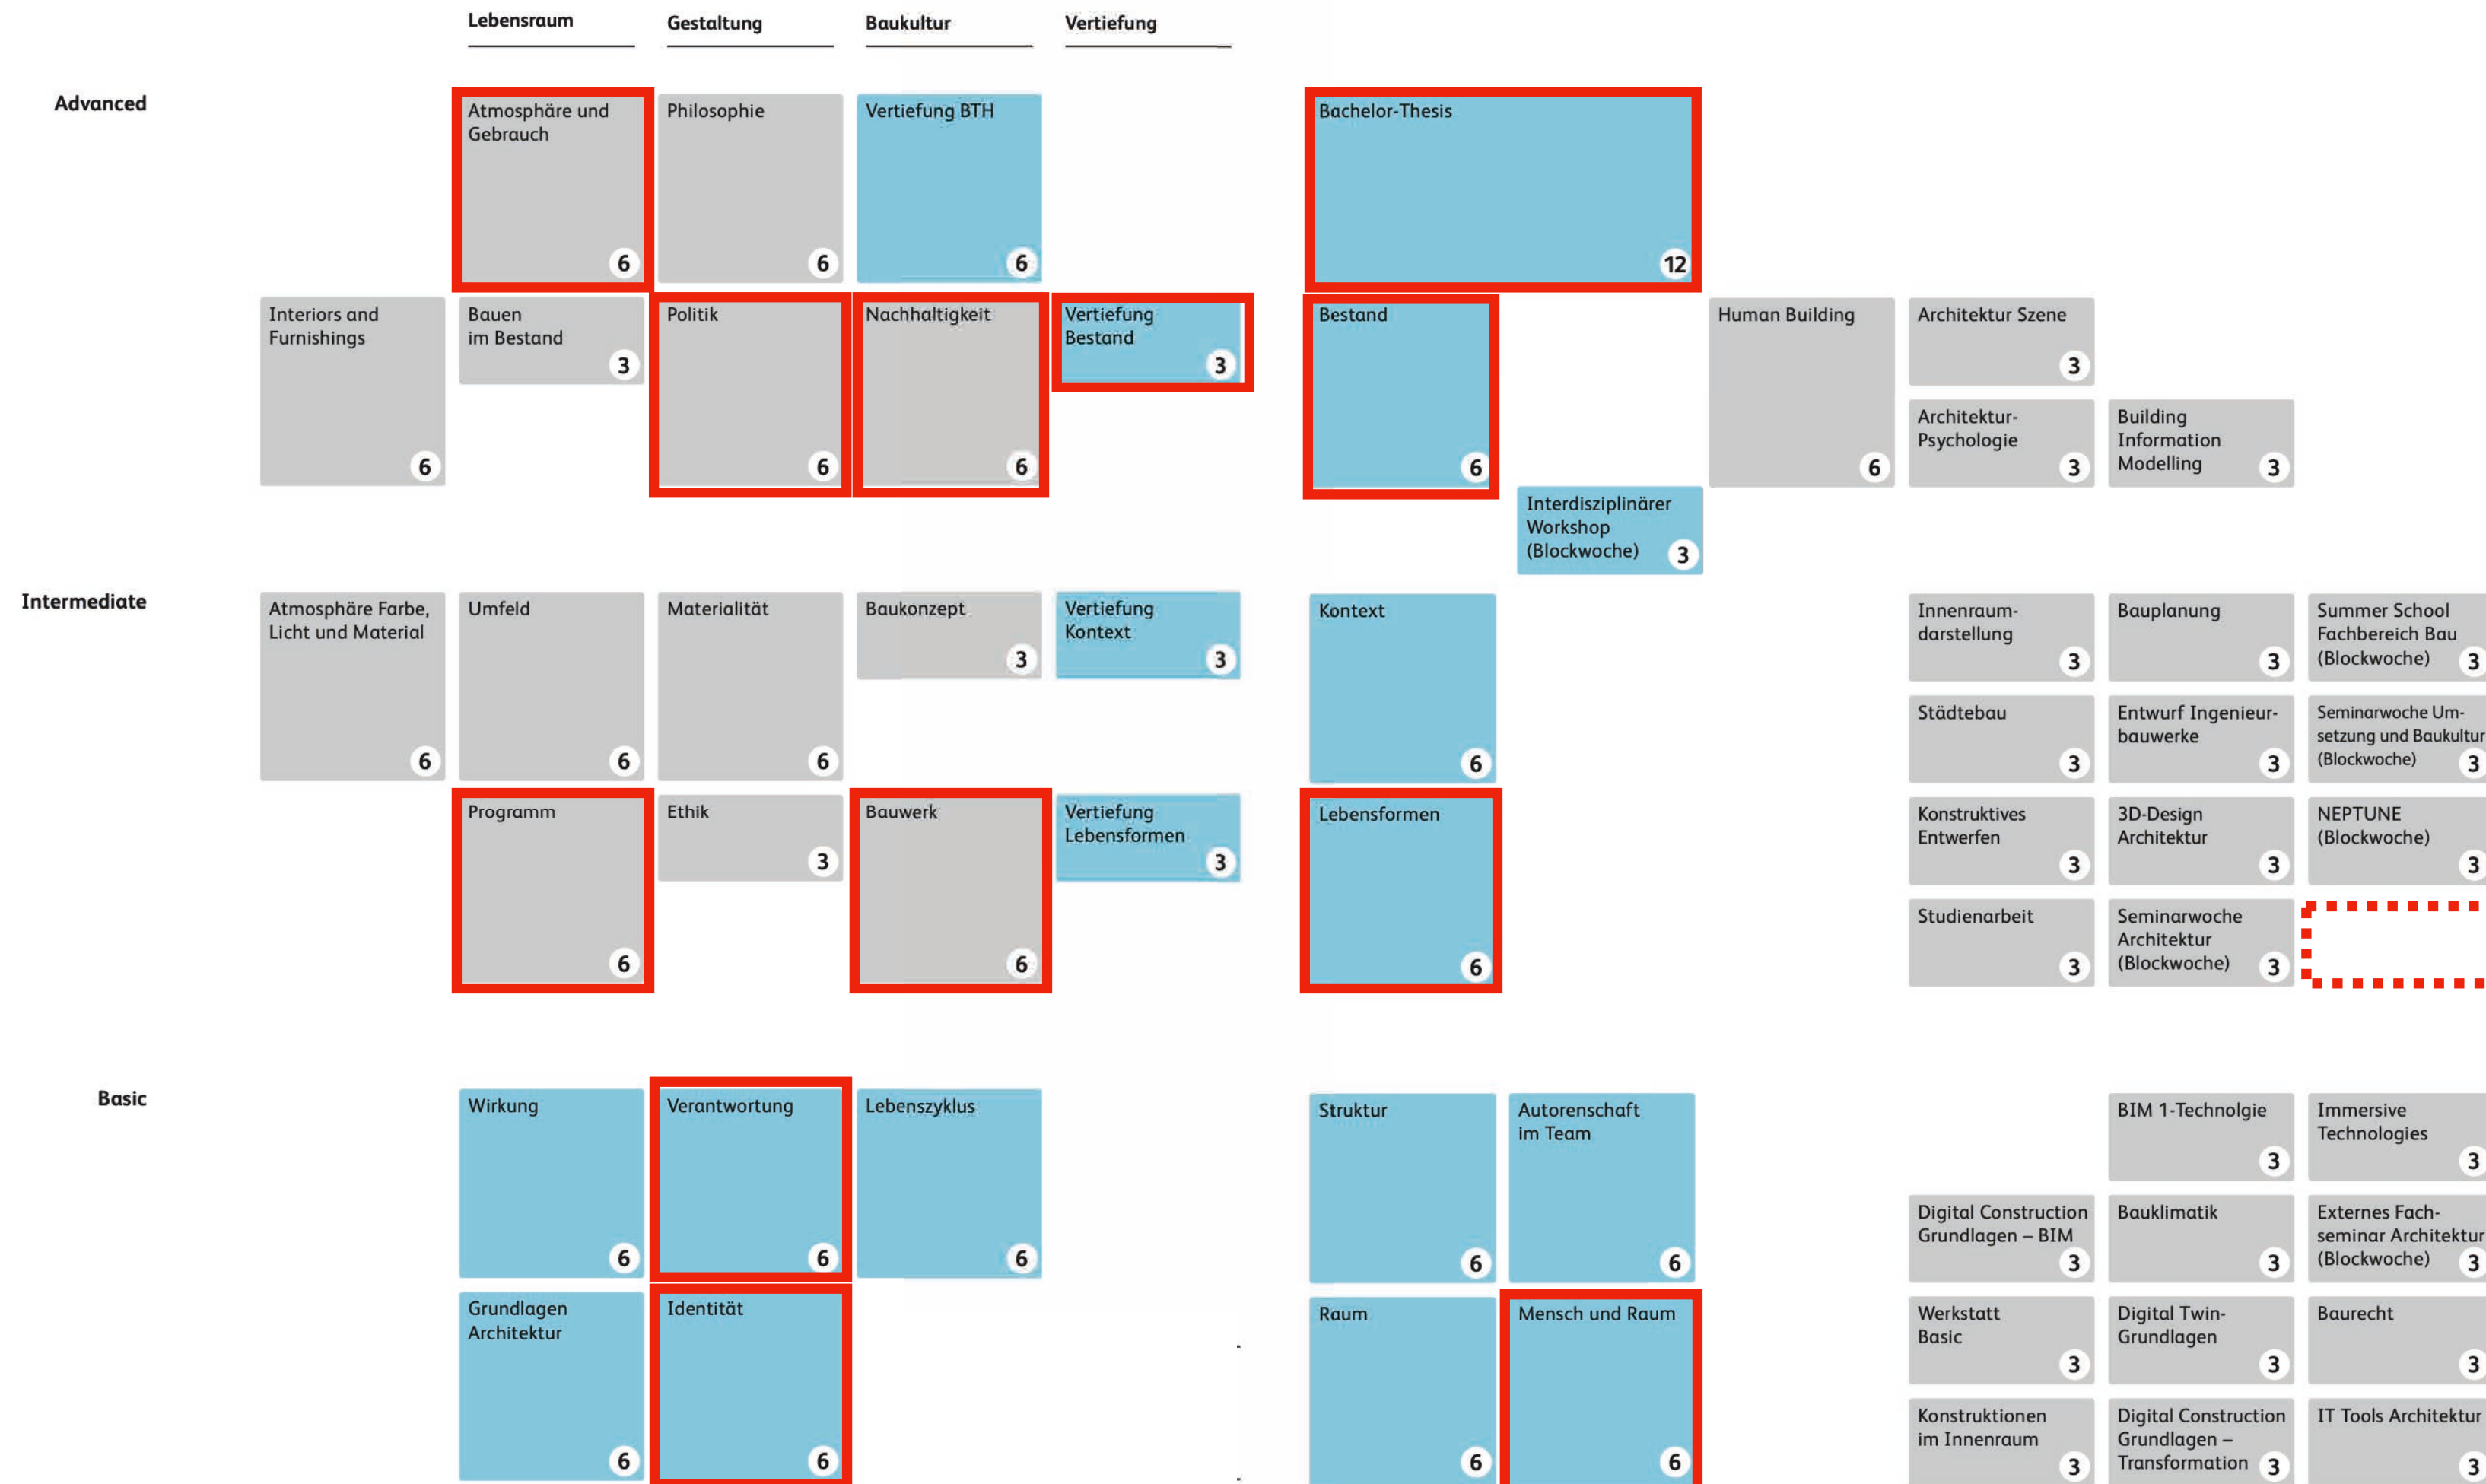 Lebensraum
Gestaltung
Baukultur
Vertiefung
Advanced
Atmosphäre und
Gebrauch
6
Philosophie
6
Vertiefung BTH
6
Bachelor-Thesis
12
Interiors and
Furnishings
6
Bauen
im Bestand
3
Politik
6
Nachhaltigkeit
6
Vertiefung
Bestand
3
Bestand
6
Human Building
6
Architektur Szene
3
Architektur-
Psychologie
3
Building
Information
Modelling
3
Interdisziplinärer
Workshop
(Blockwoche)
3
Intermediate
Atmosphäre Farbe,
Licht und Material
6
Umfeld
6
Materialität
6
Baukonzept
3
Vertiefung
Kontext
3
Kontext
6
Innenraum-
darstellung
3
Bauplanung
3
Summer School
Fachbereich Bau
(Blockwoche)
3
Städtebau
3
Entwurf Ingenieur-
bauwerke
3
Seminarwoche Um-
setzung und Baukultur
(Blockwoche)
3
Programm
6
Ethik
3
Bauwerk
6
Vertiefung
Lebensformen
3
Lebensformen
6
Konstruktives
Entwerfen
3
3D-Design
Architektur
3
NEPTUNE
(Blockwoche)
3
Studienarbeit
3
Seminarwoche
Architektur
(Blockwoche)
3
Basic
Wirkung
6
Verantwortung
6
Lebenszyklus
6
Struktur
6
Autorenschaft
im Team
6
BIM 1-Technolgie
3
Immersive
Technologies
3
Digital Construction
Grundlagen – BIM
3
Bauklimatik
3
Externes Fach-
seminar Architektur
(Blockwoche)
3
Grundlagen
Architektur
6
Identität
6
Raum
6
Mensch und Raum
6
Werkstatt
Basic
3
Digital Twin-
Grundlagen
3
Baurecht
3
Konstruktionen
im Innenraum
3
Digital Construction
Grundlagen –
Transformation
3
IT Tools Architektur
3